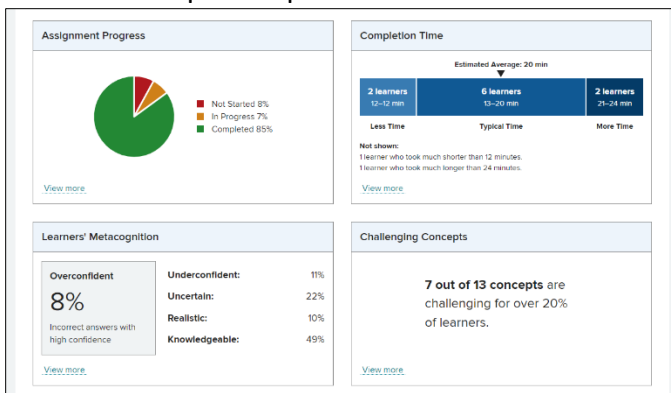 Assignment Progress
Not Started 8%
In Progress 7%
Completed 85%
View more
Completion Time
Estimated Average: 20 min
2 learners
12–12 min
6 learners
13–20 min
2 learners
21–24 min
Less Time
Typical Time
More Time
Not shown:
1 learner who took much shorter than 12 minutes.
1 learner who took much longer than 24 minutes.
View more
Learners' Metacognition
Overconfident
8%
Incorrect answers with
high confidence
Underconfident: 11%
Uncertain: 22%
Realistic: 10%
Knowledgeable: 49%
View more
Challenging Concepts
7 out of 13 concepts are
challenging for over 20%
of learners.
View more